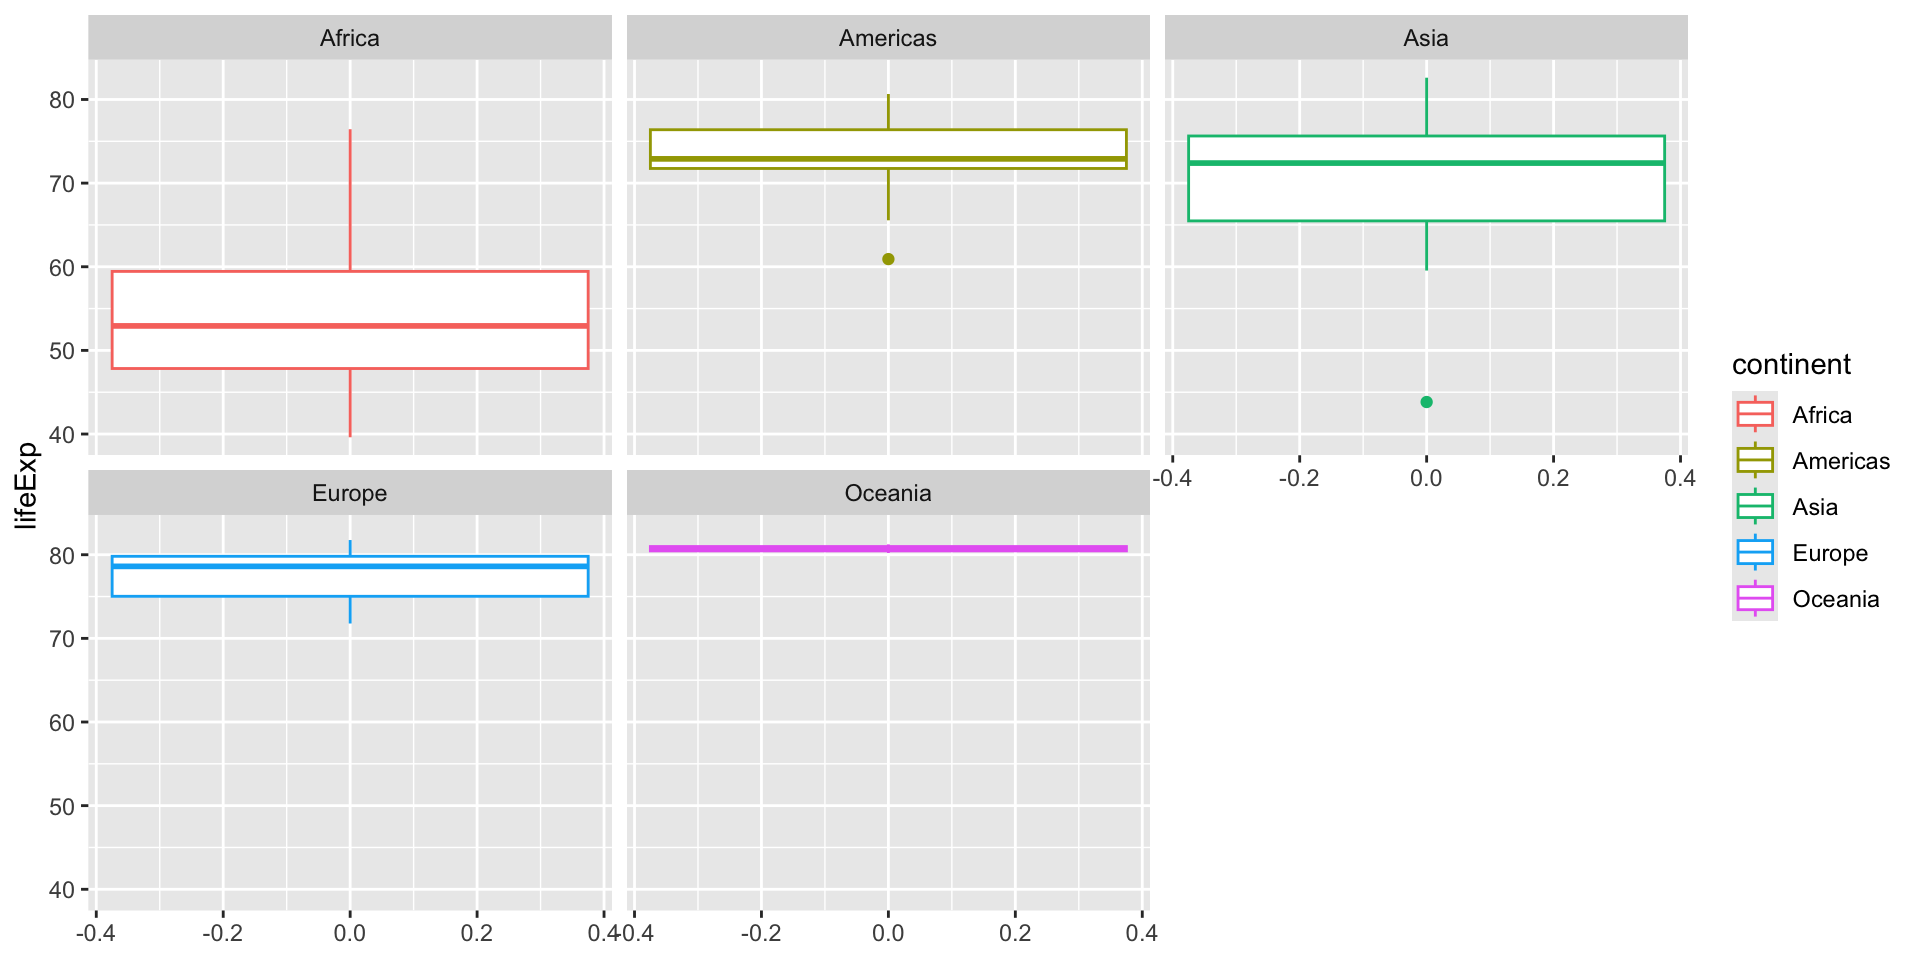 Africa Americas Asia
80
70
60
50
40
-0.4 -0.2 0.0 0.2 0.4
lifeExp
Europe Oceania
80
70
60
50
40
-0.4 -0.2 0.0 0.2 0.4 -0.4 -0.2 0.0 0.2 0.4
continent
Africa
Americas
Asia
Europe
Oceania